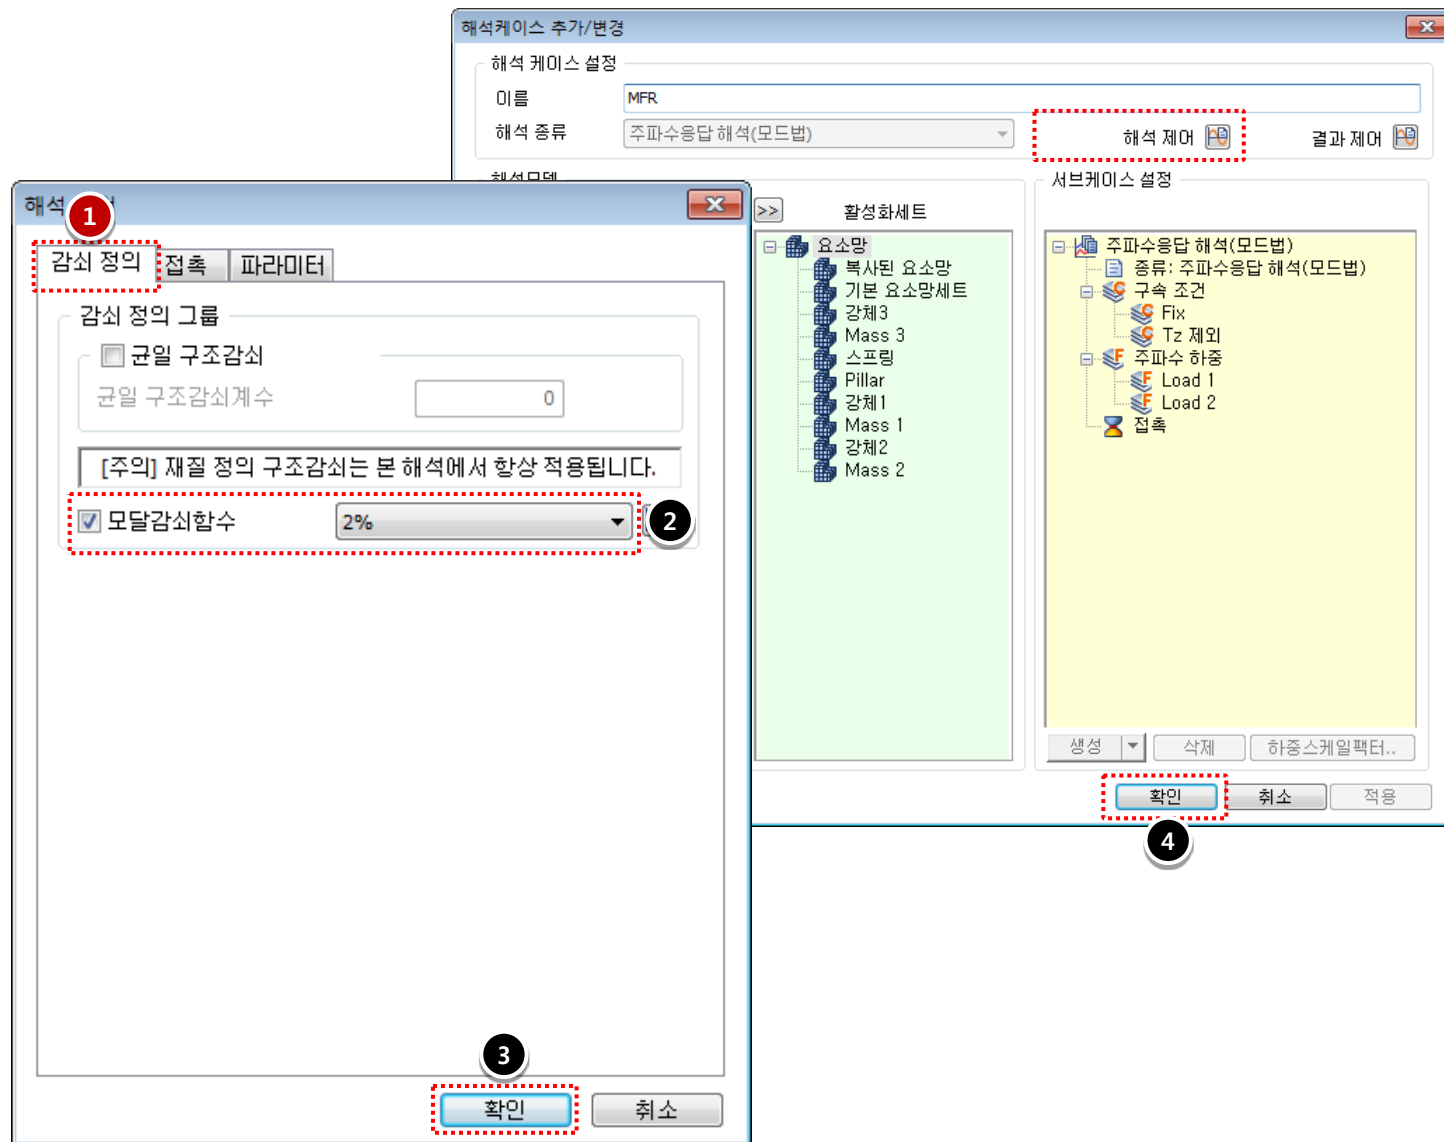 해석케이스 추가/변경
해석 케이스 설정
이름
MFR
해석 종류
주파수응답 해석(모드법)
해석 제어
결과 제어
해석모델
>>
활성화세트
요소망
복사된 요소망
기본 요소망세트
강체3
Mass 3
스프링
Pillar
강체1
Mass 1
강체2
Mass 2
서브케이스 설정
주파수응답 해석(모드법)
종류: 주파수응답 해석(모드법)
구속 조건
Fix
Tz 제외
주파수 하중
Load 1
Load 2
접촉
생성
삭제
하중스케일팩터..
확인
취소
적용
4
해석
1
감쇠 정의
접촉
파라미터
감쇠 정의 그룹
균일 구조감쇠
균일 구조감쇠계수
0
[주의] 재질 정의 구조감쇠는 본 해석에서 항상 적용됩니다.
모달감쇠함수
2%
2
3
확인
취소